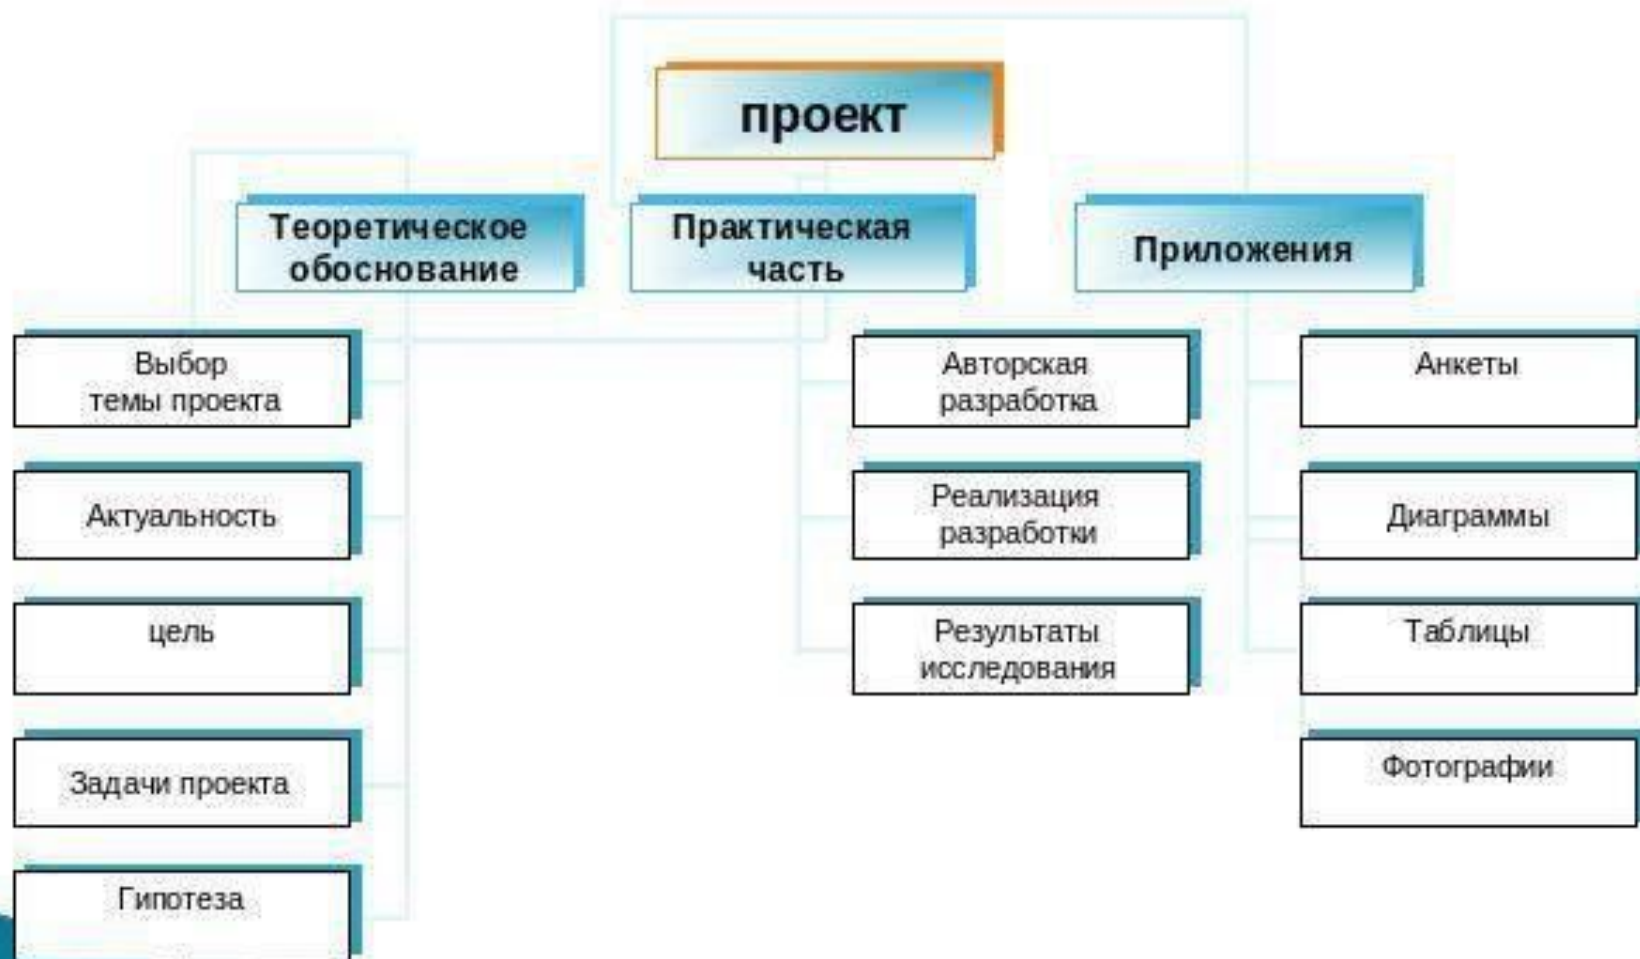 проект
Теоретическое
обоснование
Практическая
часть
Приложения
Выбор
темы проекта
Актуальность
цель
Задачи проекта
Гипотеза
Авторская
разработка
Реализация
разработки
Результаты
исследования
Анкеты
Диаграммы
Таблицы
Фотографии